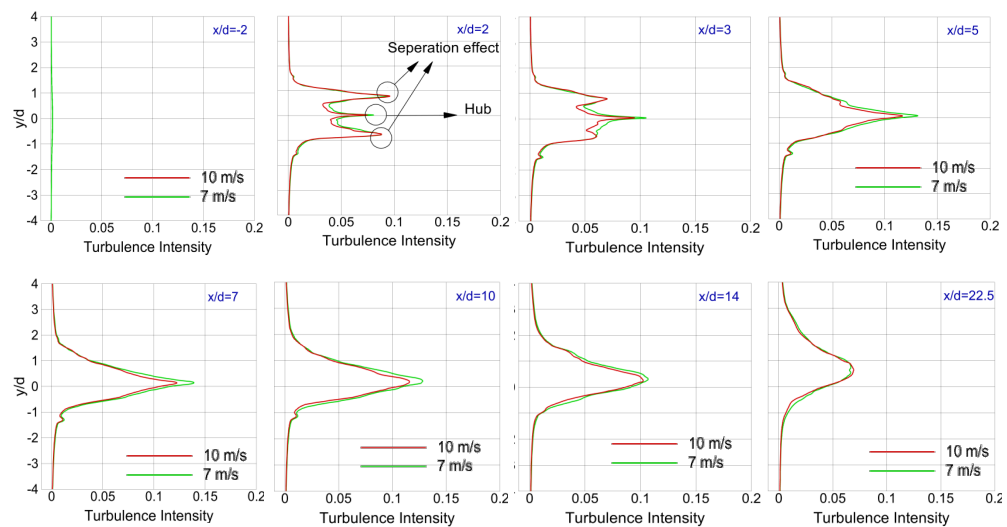 4
3
2
1
0
-1
-2
-3
-4
y/d
x/d=-2
10 m/s
7 m/s
0 0.05 0.1 0.15 0.2
Turbulence Intensity
x/d=2
Seperation effect
Hub
0 0.05 0.1 0.15 0.2
Turbulence Intensity
x/d=3
10 m/s
7 m/s
0 0.05 0.1 0.15 0.2
Turbulence Intensity
x/d=5
10 m/s
7 m/s
0 0.05 0.1 0.15 0.2
Turbulence Intensity
4
3
2
1
0
-1
-2
-3
-4
y/d
x/d=7
10 m/s
7 m/s
0 0.05 0.1 0.15 0.2
Turbulence Intensity
x/d=10
10 m/s
7 m/s
0 0.05 0.1 0.15 0.2
Turbulence Intensity
x/d=14
10 m/s
7 m/s
0 0.05 0.1 0.15 0.2
Turbulence Intensity
x/d=22.5
10 m/s
7 m/s
0 0.05 0.1 0.15 0.2
Turbulence Intensity